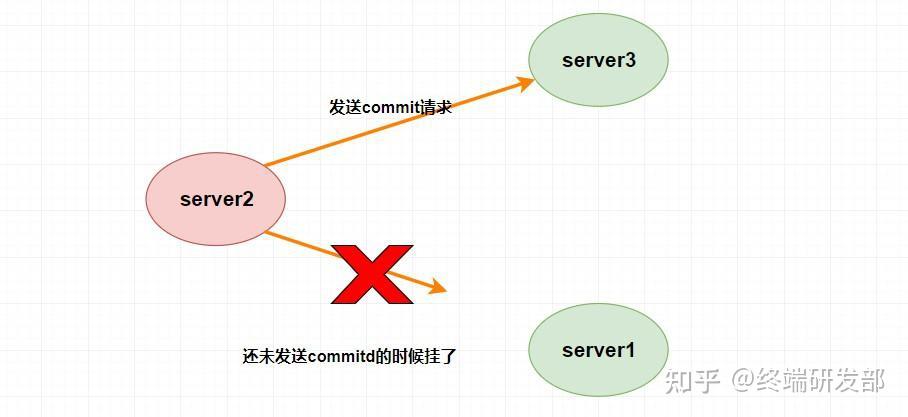 server3
发送commit请求
server2
还未发送commitd的时候挂了
server1
知乎 @终端研发部